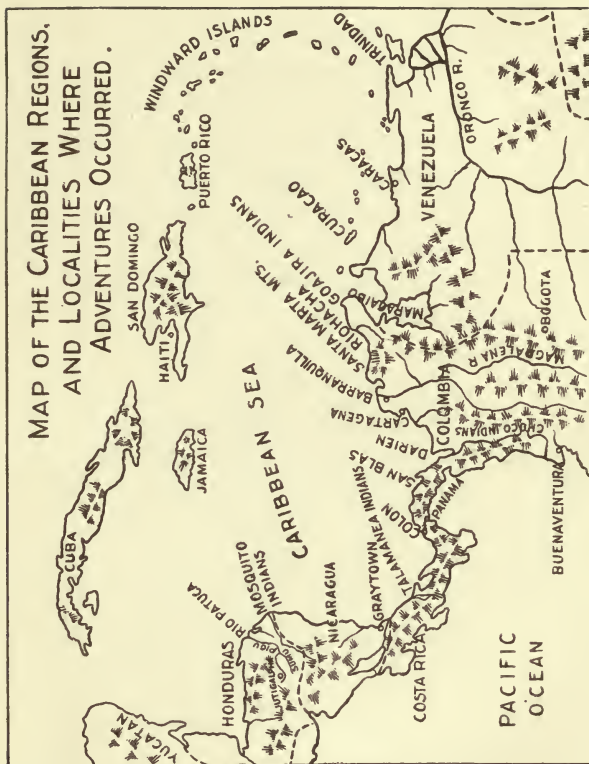 MAP OF THE CARIBBEAN REGIONS,
AND LOCALITIES WHERE
ADVENTURES OCCURRED.
WINDWARD ISLANDS
TRINIDAD
PUERTO RICO
SAN DOMINGO
HAITI
CUBA
JAMAICA
CARIBBEAN SEA
YUCATAN
HONDURAS
RIO PATUCA
MOSQUITO
INDIANS
SUMU
NICARAGUA
GRAYTOWN
TALAMANEA INDIANS
COSTA RICA
COLON
PANAMA
SAN BLAS
DARIEN
CARTAGENA
BARRANQUILLA
SANTA MARTA MTS.
RIOHACHA
GOAJIRA INDIANS
MARACAIBO
CURACAO
CARACAS
VENEZUELA
ORONCO R.
COLOMBIA
CHOCO INDIANS
MAGDALENA R
BOGOTA
BUENAVENTURA
PACIFIC
OCEAN